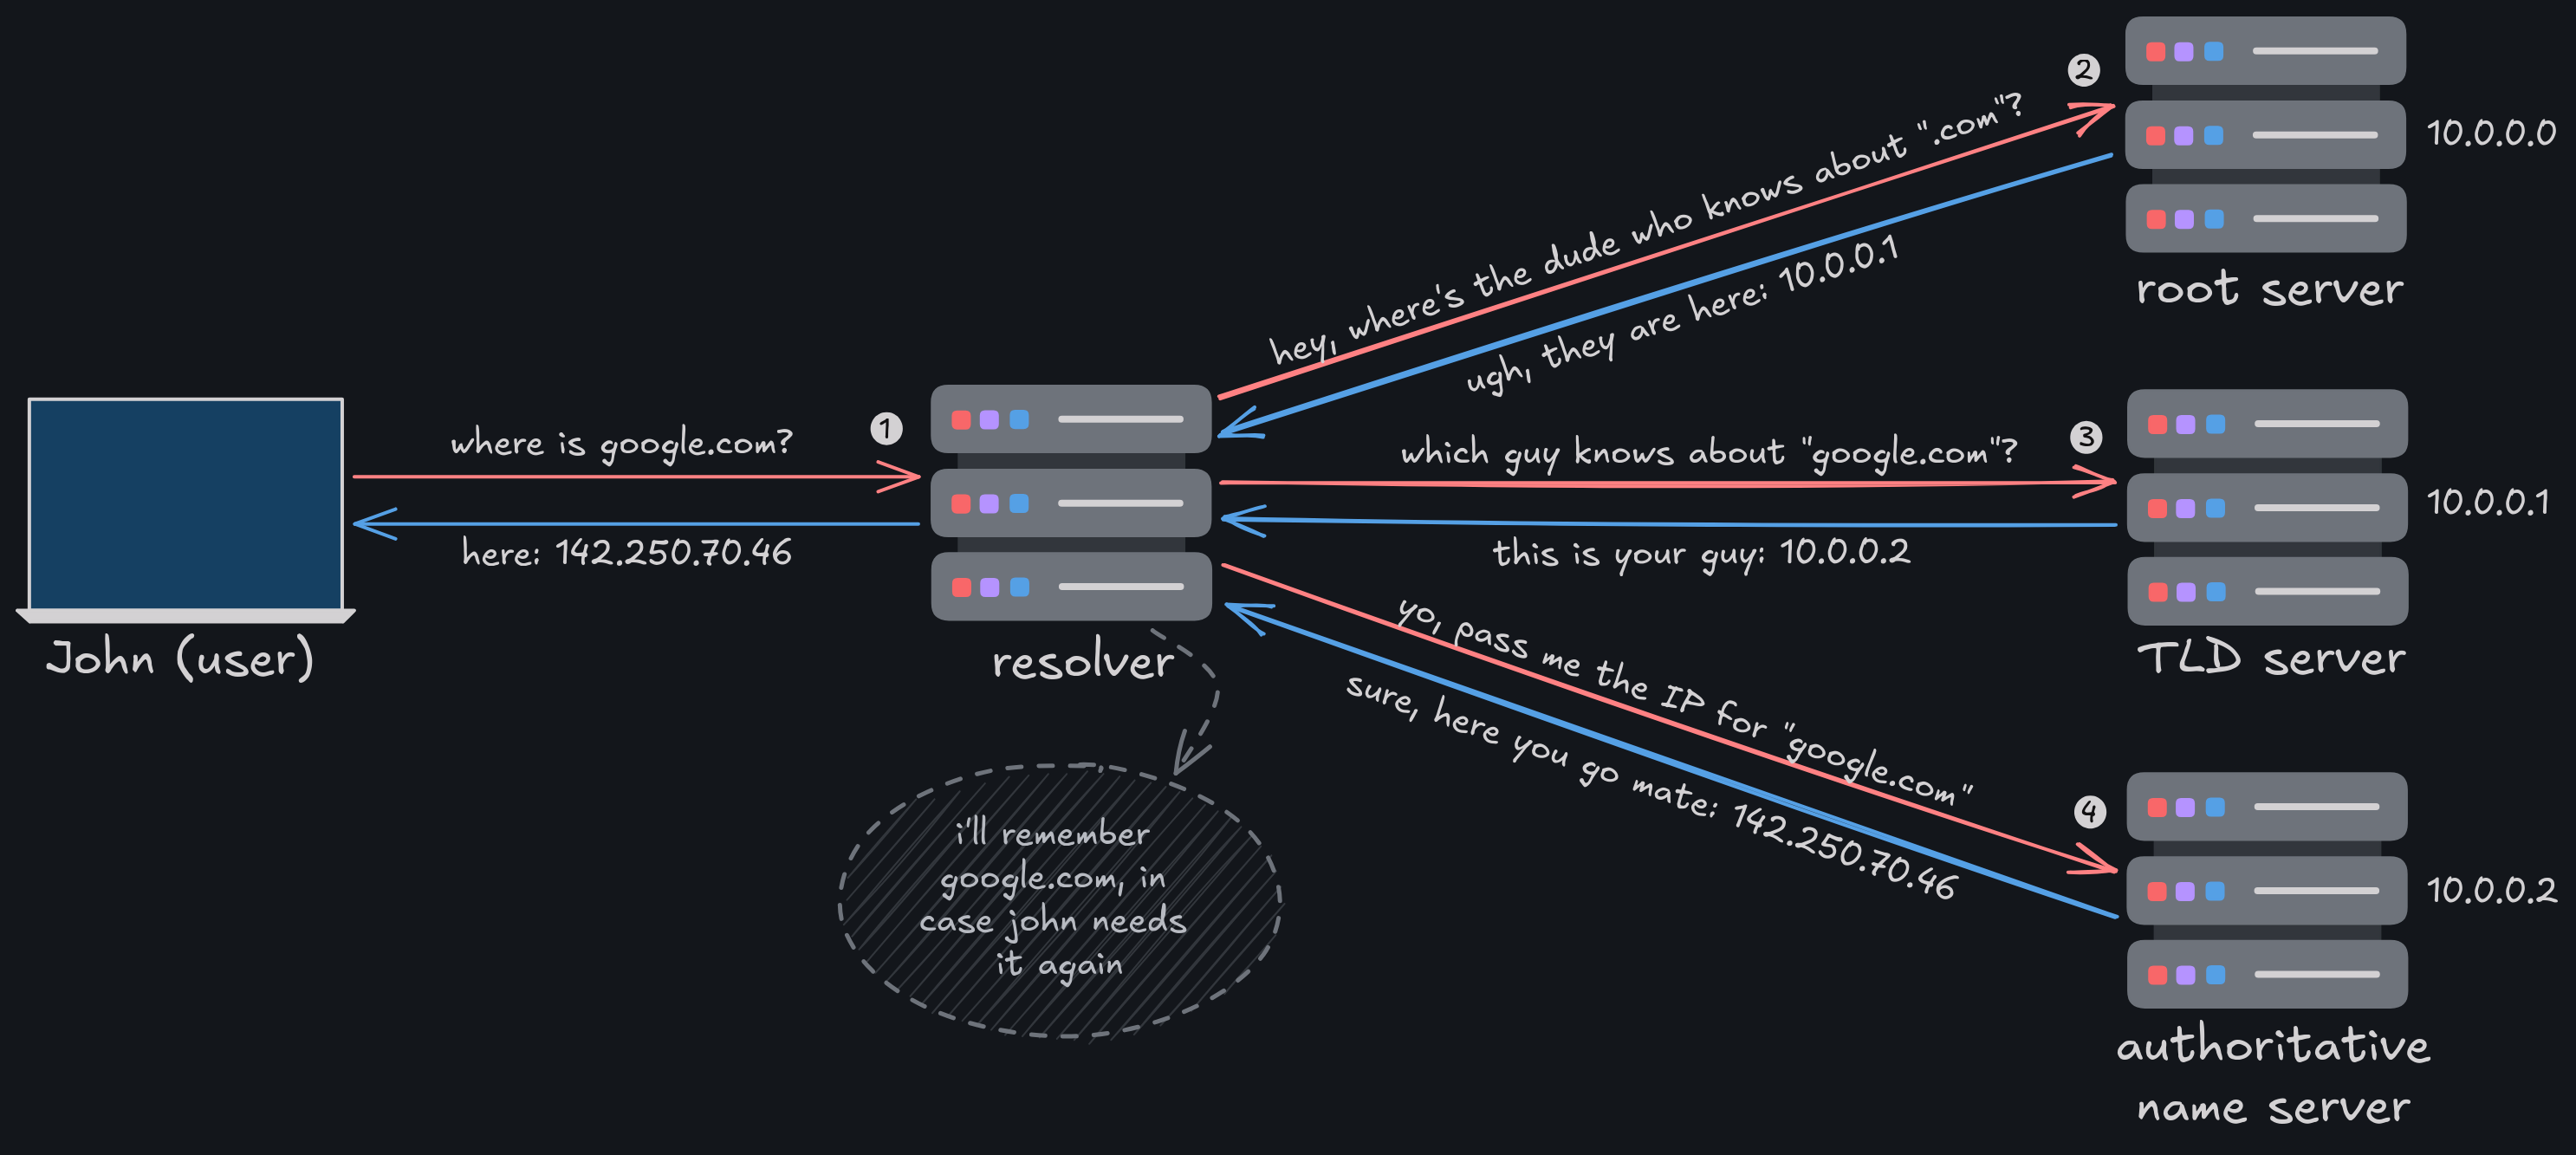 2
hey, where's the dude who knows about ".com"?
10.0.0.0
ugh, they are here: 10.0.0.1
root server
where is google.com?
1
here: 142.250.70.46
John (user)
resolver
which guy knows about "google.com"?
3
10.0.0.1
this is your guy: 10.0.0.2
TLD server
yo, pass me the IP for "google.com"
sure, here you go mate: 142.250.70.46
4
10.0.0.2
i'll remember
google.com, in
case john needs
it again
authoritative
name server